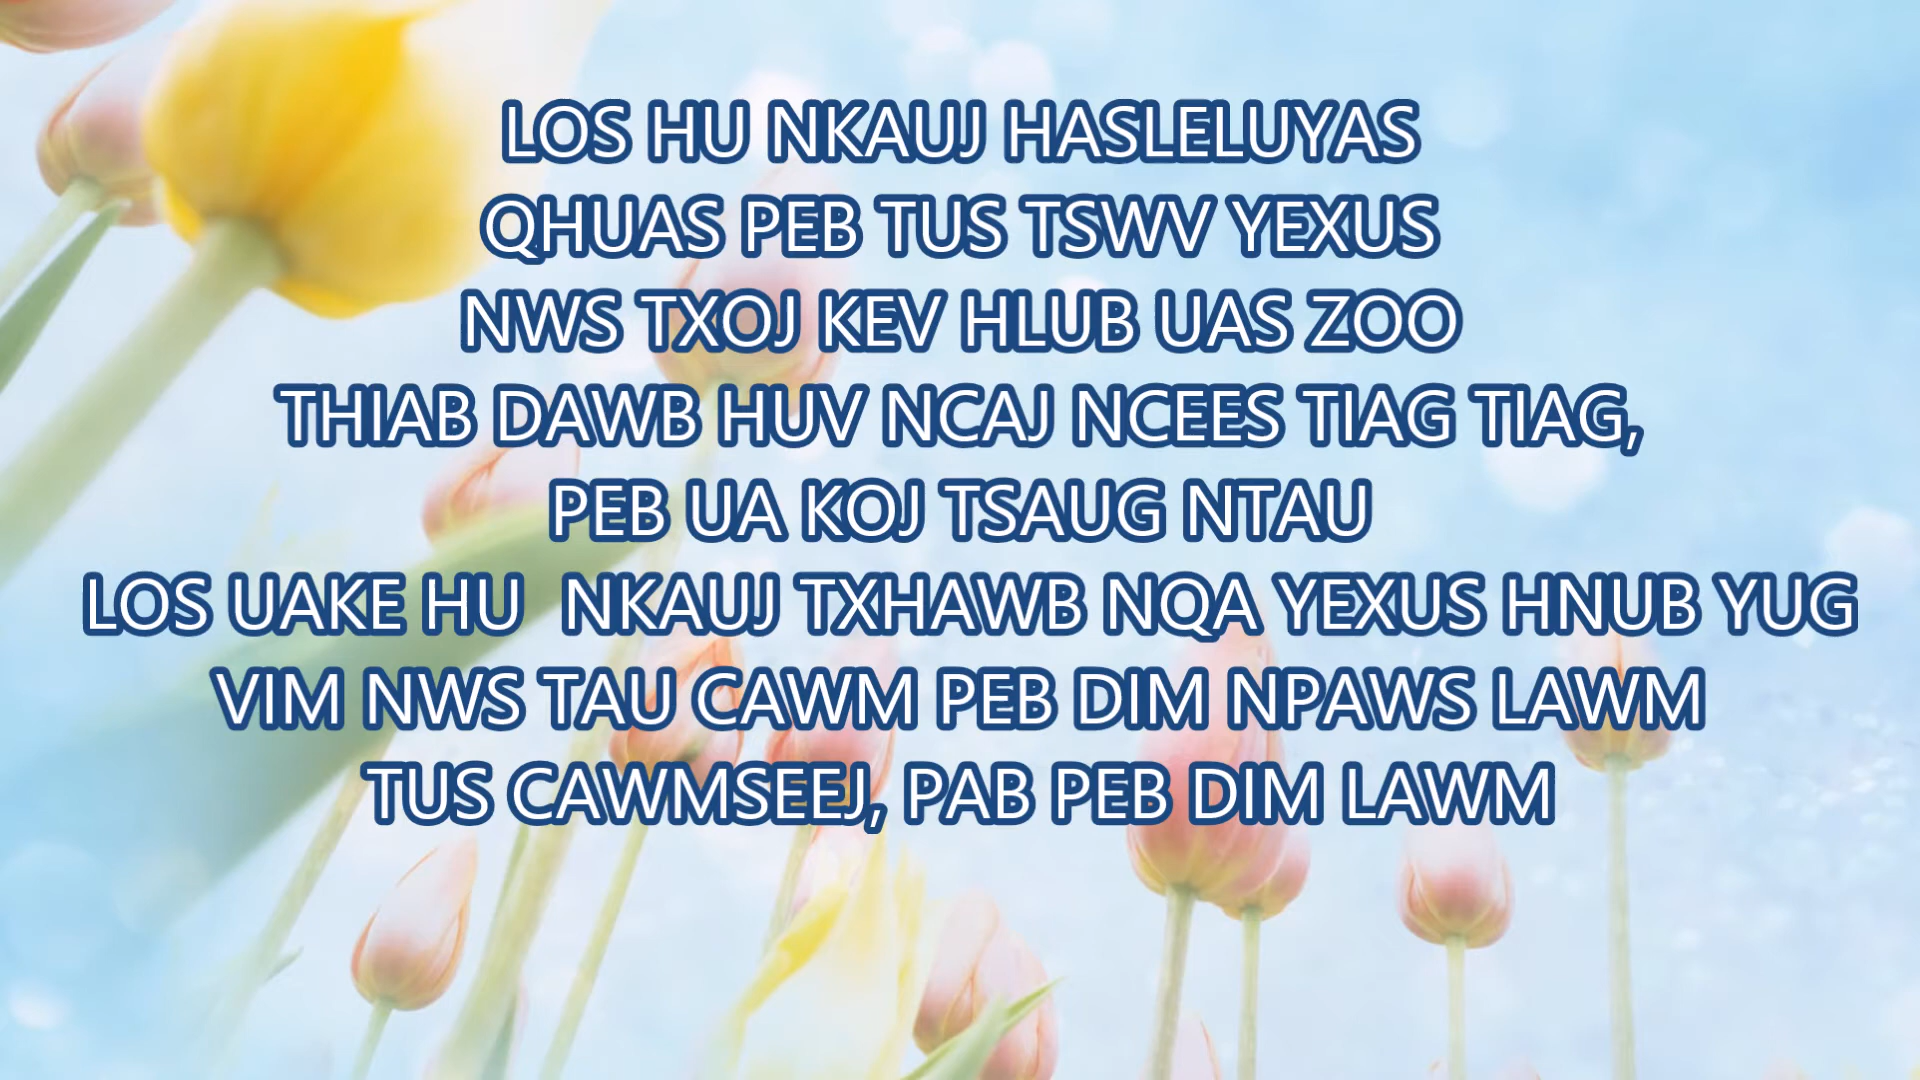 LOS HU NKAUJ HASLELUYAS
QHUAS PEB TUS TSWV YEXUS
NWS TXOJ KEV HLUB UAS ZOO
THIAB DAWB HUV NCAJ NCEES TIAG TIAG,
PEB UA KOJ TSAUG NTAU
LOS UAKE HU  NKAUJ TXHAWB NQA YEXUS HNUB YUG
VIM NWS TAU CAWM PEB DIM NPAWS LAWM
TUS CAWMSEEJ, PAB PEB DIM LAWM